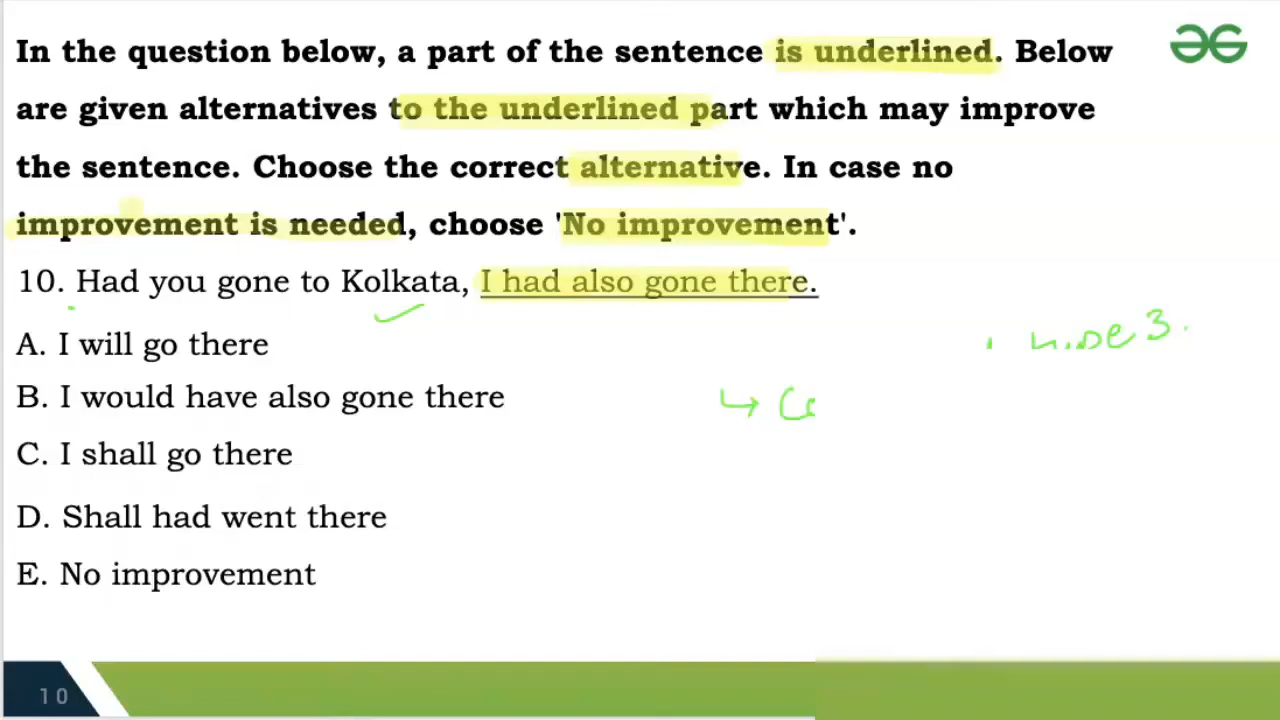 In the question below, a part of the sentence is underlined. Below
are given alternatives to the underlined part which may improve
the sentence. Choose the correct alternative. In case no
improvement is needed, choose 'No improvement'.
10. Had you gone to Kolkata, I had also gone there.
A. I will go there
B. I would have also gone there
C. I shall go there
D. Shall had went there
E. No improvement
10